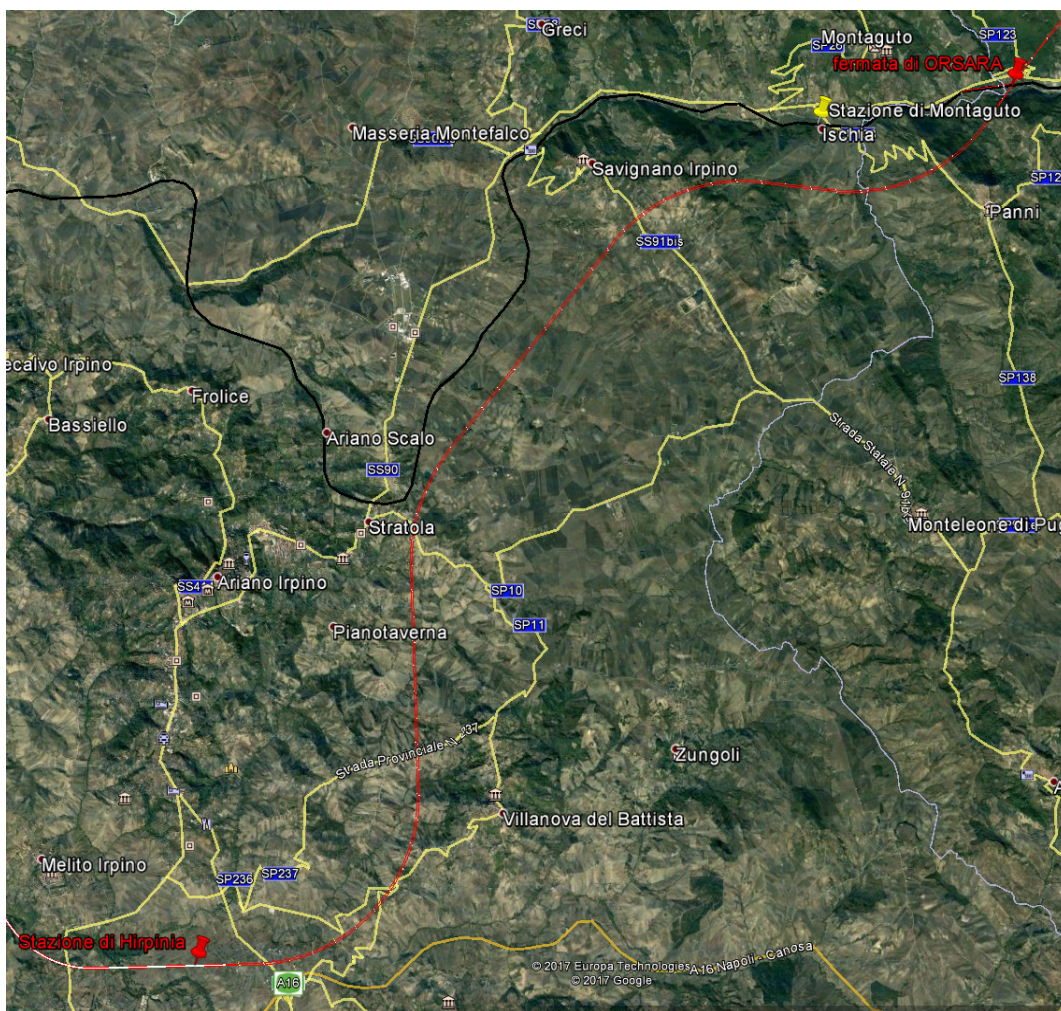 Greci
SP123
Montaguto
SP26
fermata di ORSARA
Stazione di Montaguto
Ischia
Masseria Montefalco
Savignano Irpino
SP12
Panni
SS91bis
ecalvo Irpino
Frolice
SP138
Bassiello
Ariano Scalo
Strada Statale N. 91bis
SS90
Stratola
Monteleone di Pug
Ariano Irpino
SP10
SP11
Pianotaverna
Strada Provinciale N. 237
Zungoli
A
Villanova del Battista
Melito Irpino
SP236
SP237
Stazione di Hirpinia
A16 Napoli - Canosa
© 2017 Europa Technologies
© 2017 Google
A16